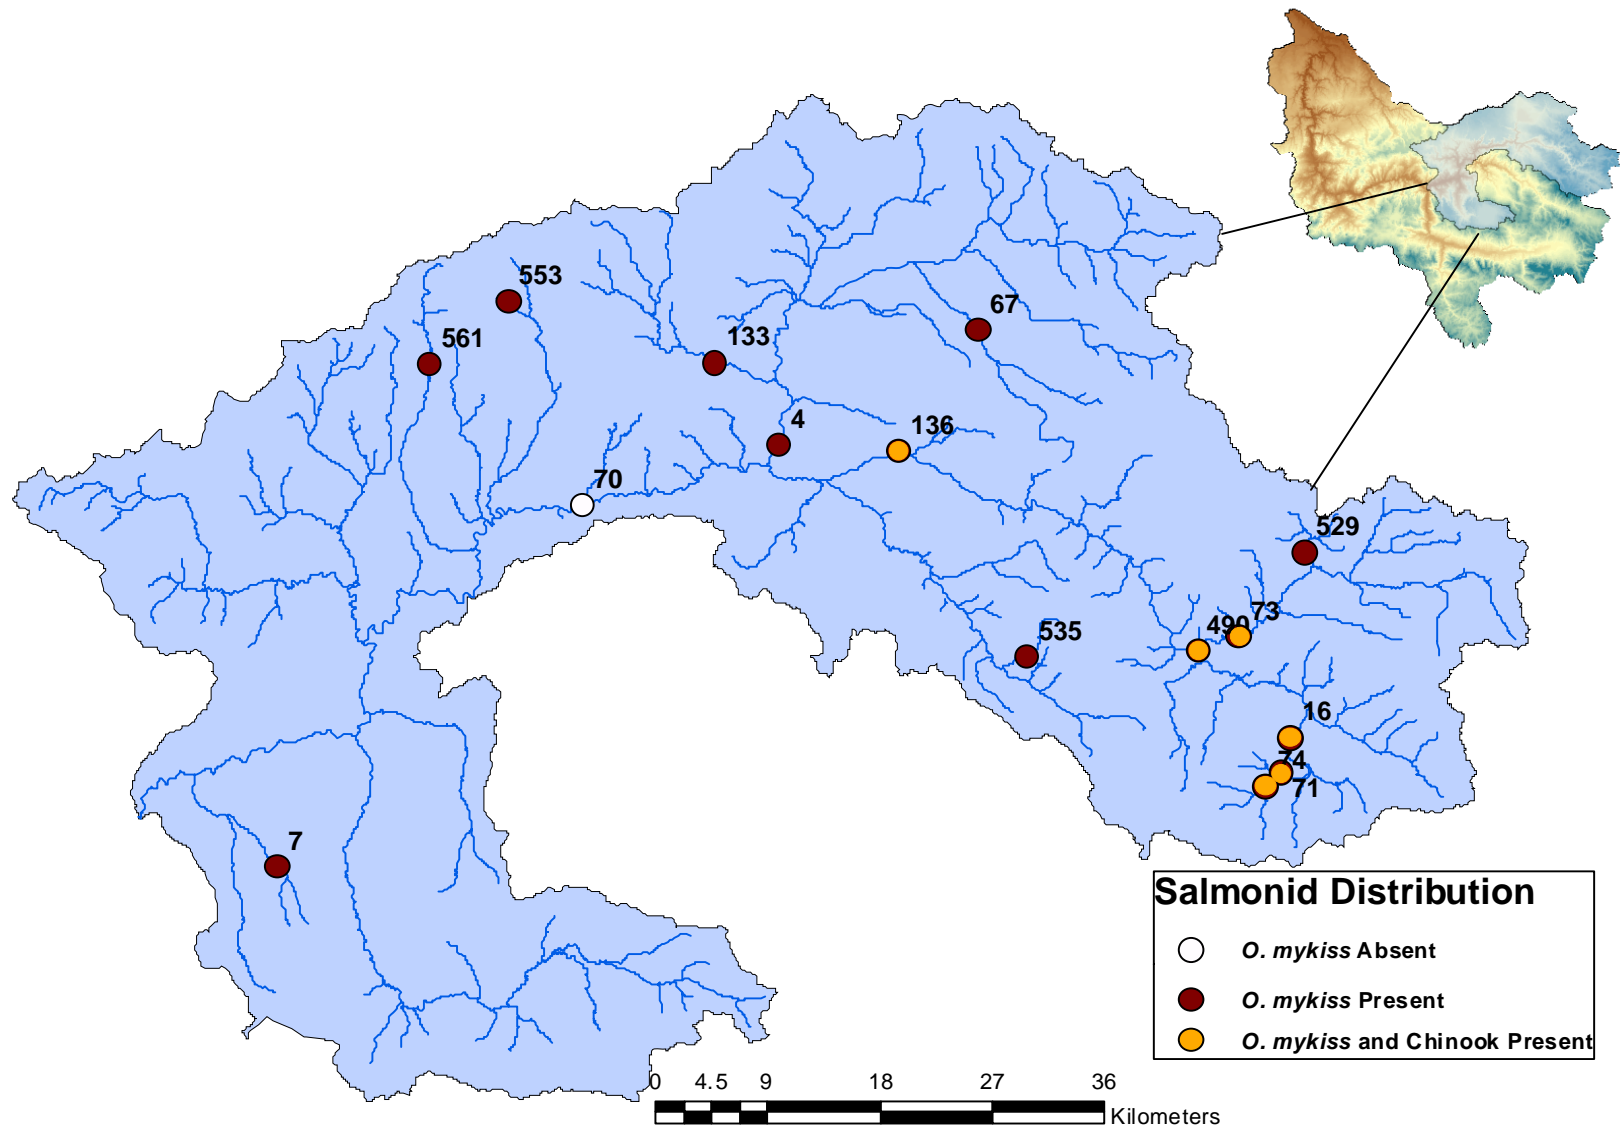 553
67
561
133
4
136
70
529
73
490
535
16
74
71
7
Salmonid Distribution
O. mykiss Absent
O. mykiss Present
O. mykiss and Chinook Present
0 4.5 9 18 27 36
Kilometers